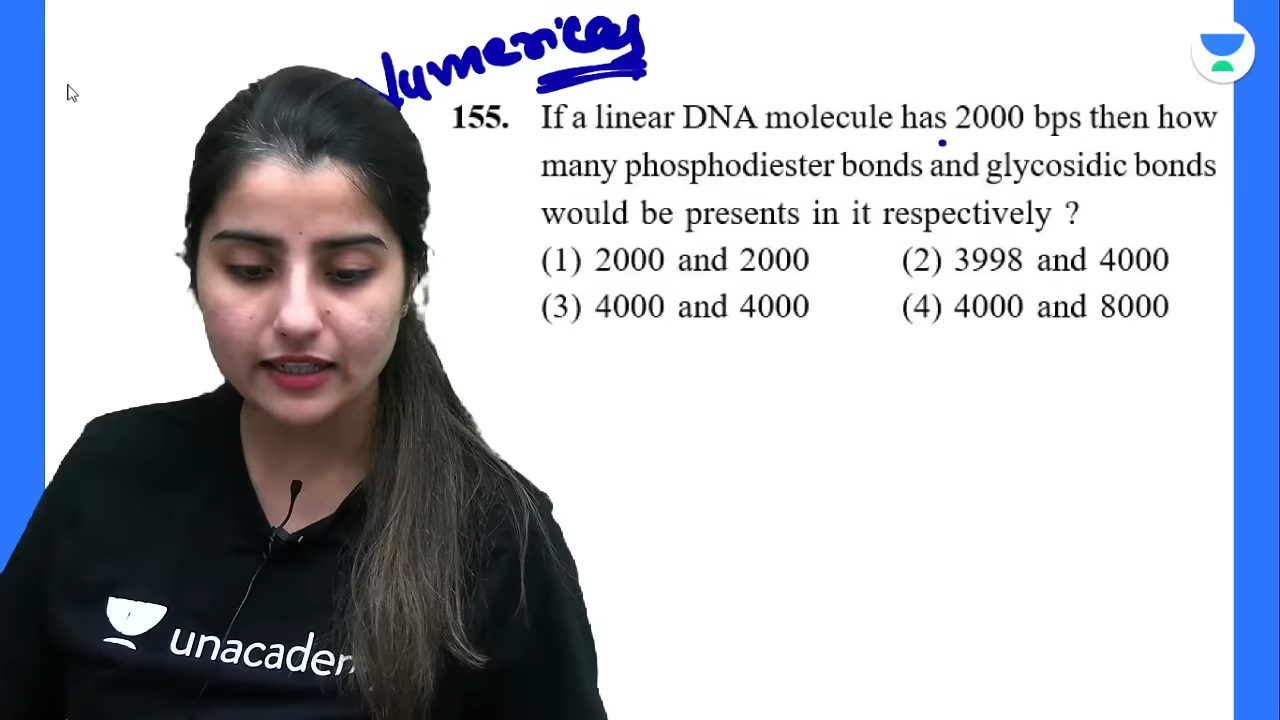 Numericals
155. If a linear DNA molecule has 2000 bps then how
many phosphodiester bonds and glycosidic bonds
would be presents in it respectively ?
(1) 2000 and 2000 (2) 3998 and 4000
(3) 4000 and 4000 (4) 4000 and 8000
unacadem